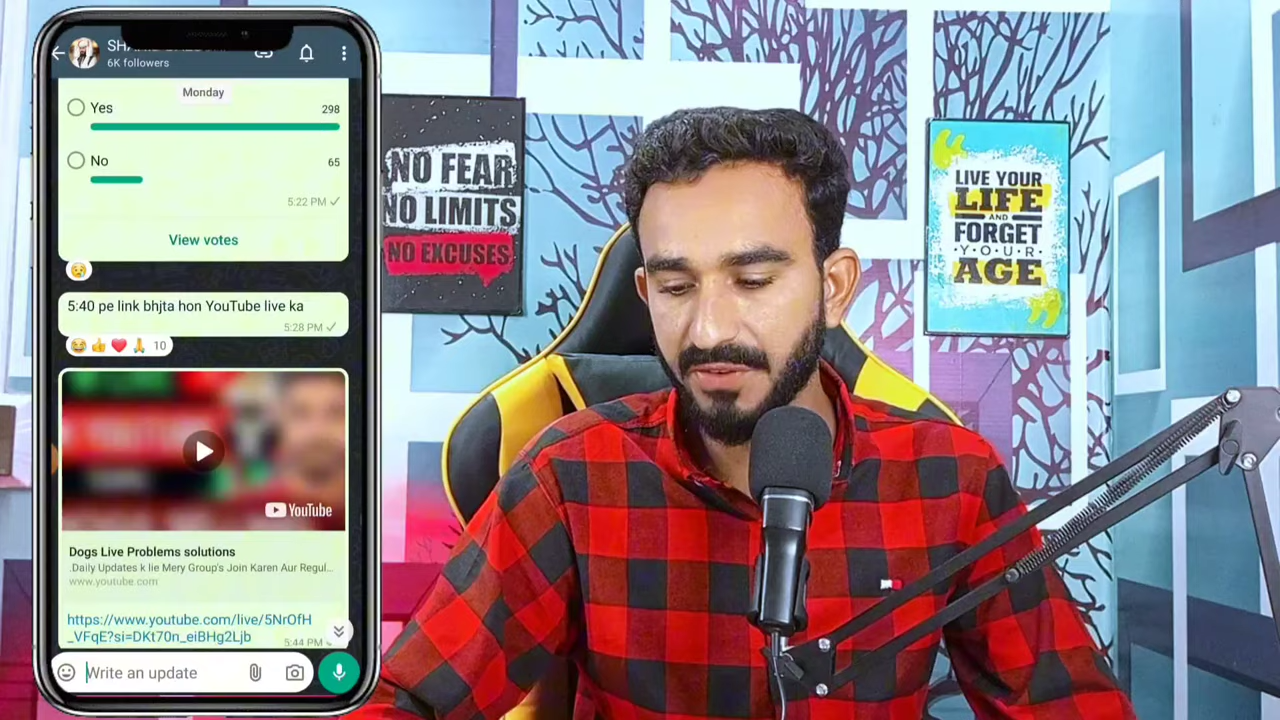 6K followers
Monday
Yes
298
No
65
5:22 PM
View votes
5:40 pe link bhjta hon YouTube live ka
5:28 PM
10
YouTube
Dogs Live Problems solutions
.Daily Updates k lie Mery Group's Join Karen Aur Regul...
www.youtube.com
https://www.youtube.com/live/5NrOfH
_VFqE?si=DKt70n_eiBHg2Ljb
5:44 PM
Write an update
NO FEAR
NO LIMITS
NO EXCUSES
LIVE YOUR
LIFE
AND
FORGET
YOUR
AGE